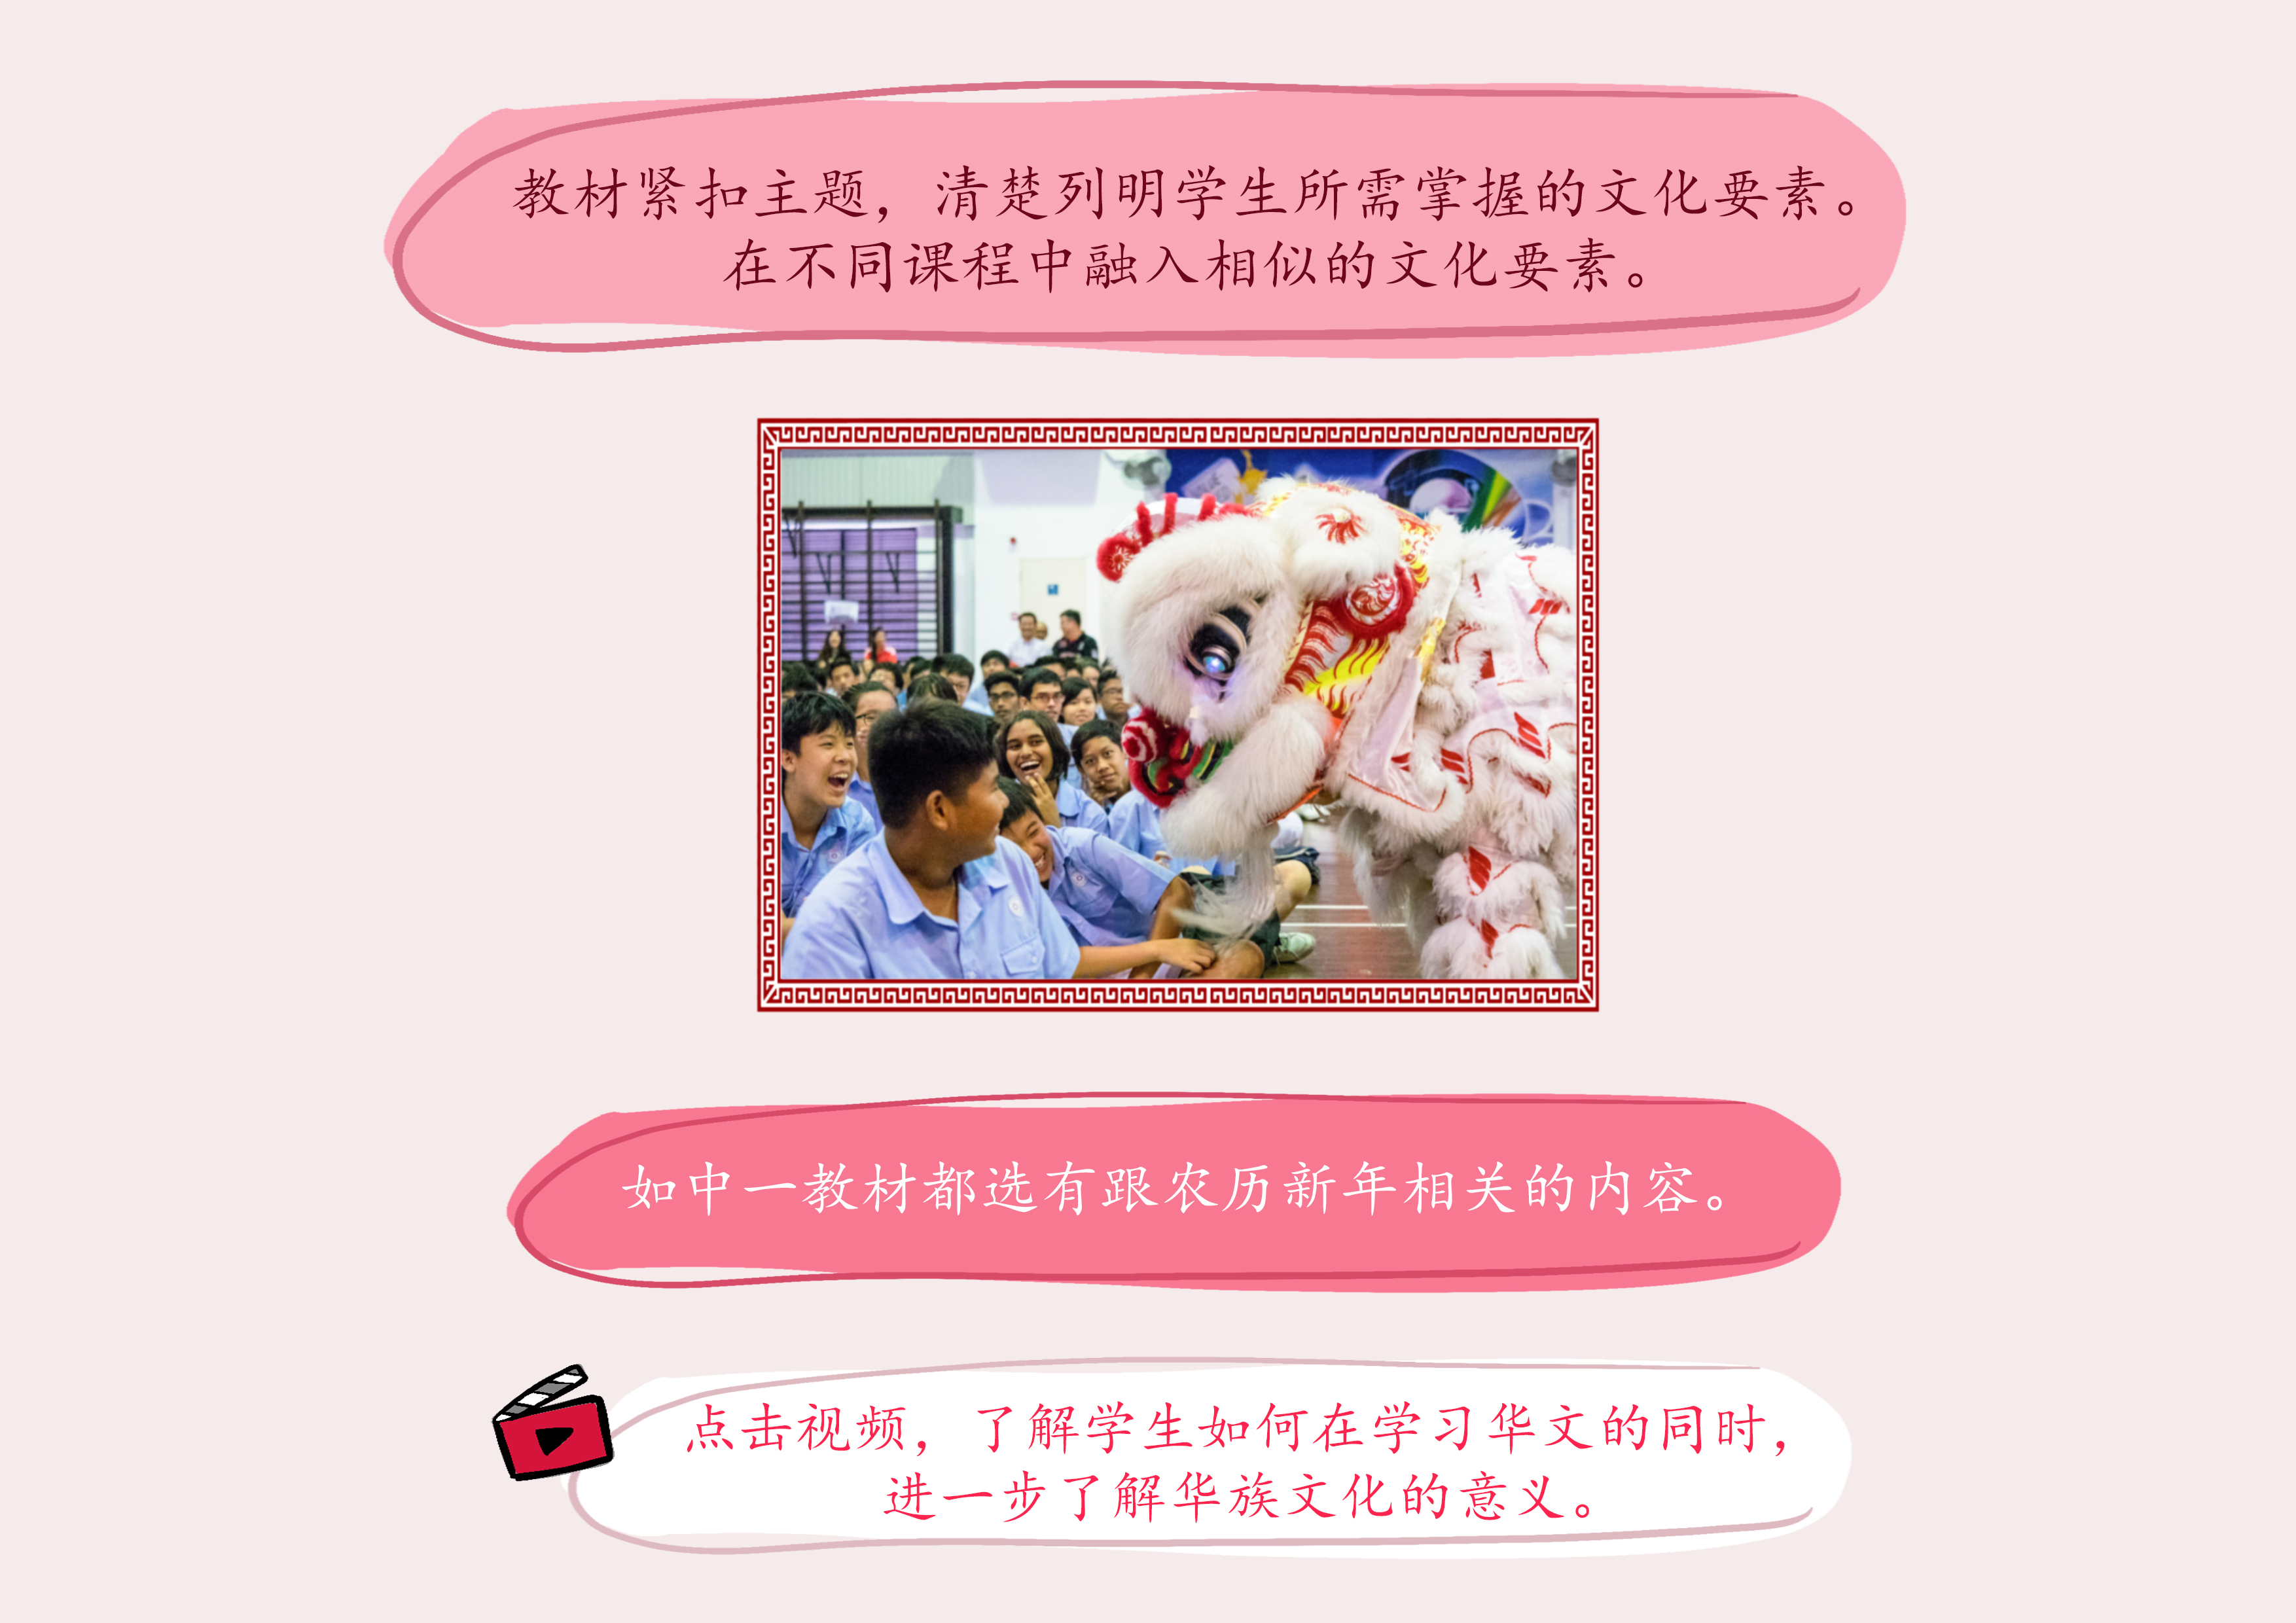 教材紧扣主题，清楚列明学生所需掌握的文化要素。
在不同课程中融入相似的文化要素。
如中一教材都选有跟农历新年相关的内容。
点击视频，了解学生如何在学习华文的同时，
进一步了解华族文化的意义。